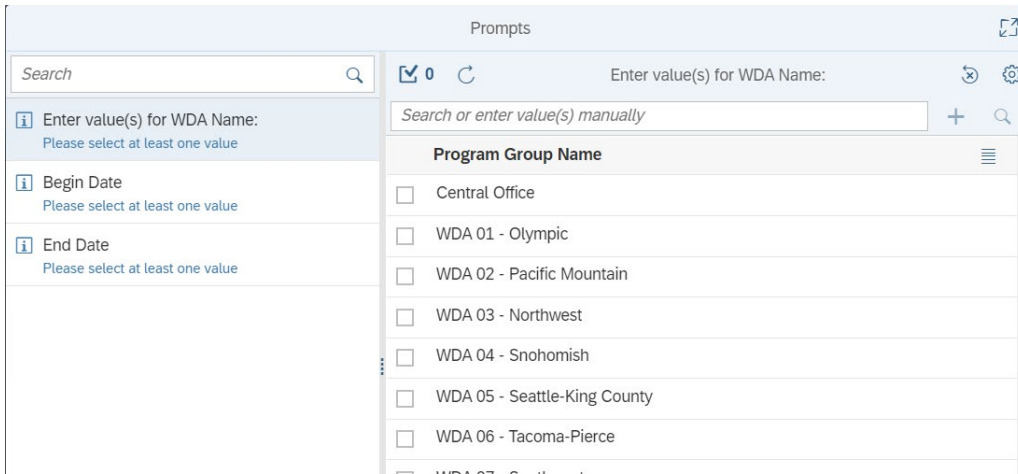 Prompts
Search
Enter value(s) for WDA Name:
Please select at least one value
Begin Date
Please select at least one value
End Date
Please select at least one value
0
Enter value(s) for WDA Name:
Search or enter value(s) manually
Program Group Name
Central Office
WDA 01 - Olympic
WDA 02 - Pacific Mountain
WDA 03 - Northwest
WDA 04 - Snohomish
WDA 05 - Seattle-King County
WDA 06 - Tacoma-Pierce